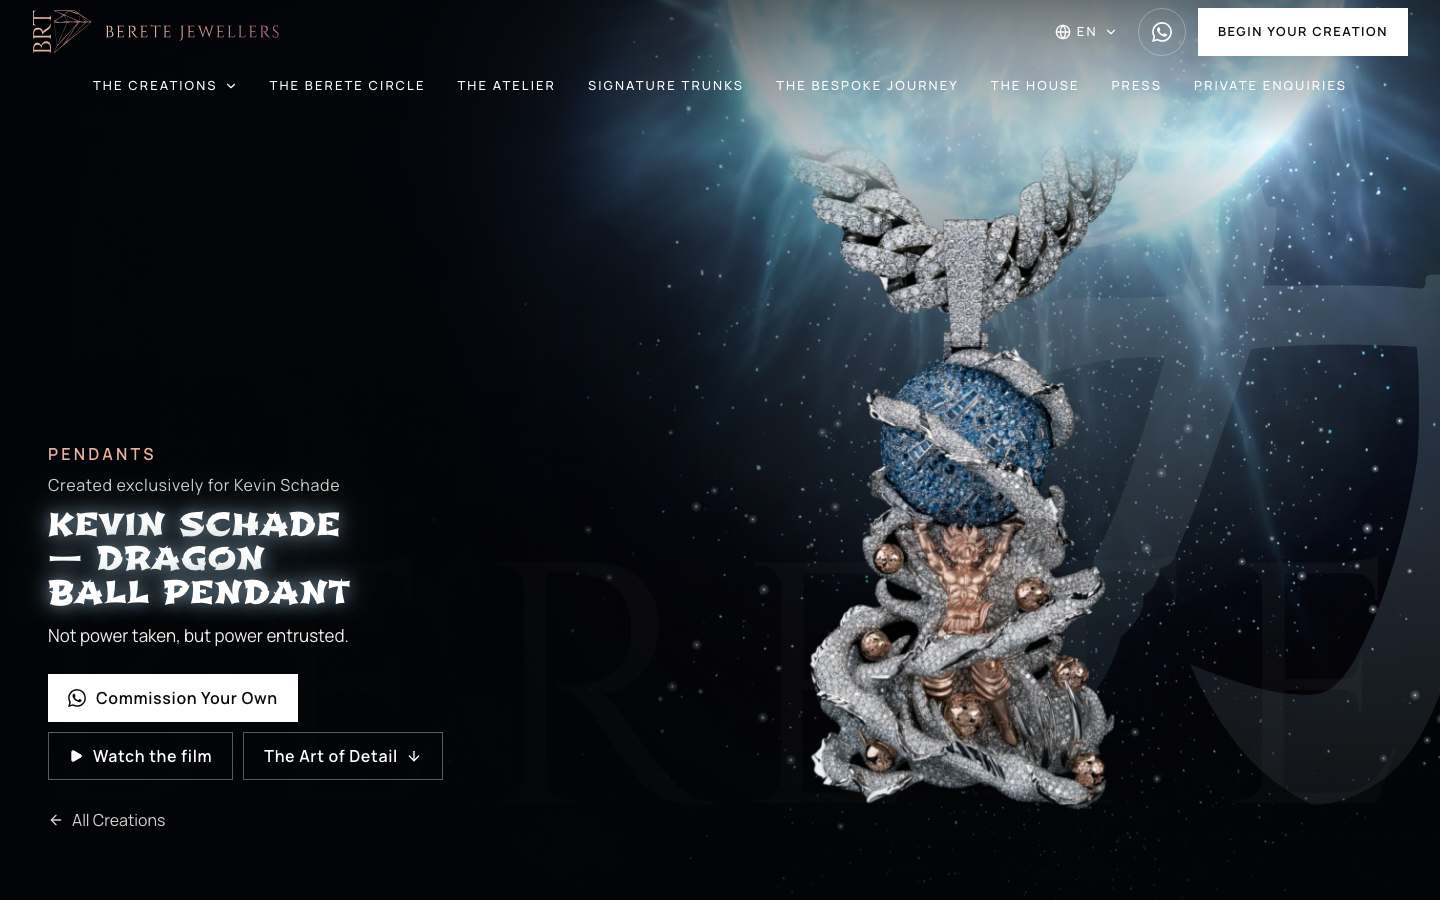 BRT BERETE JEWELLERS
EN
BEGIN YOUR CREATION
THE CREATIONS THE BERETE CIRCLE THE ATELIER SIGNATURE TRUNKS THE BESPOKE JOURNEY THE HOUSE PRESS PRIVATE ENQUIRIES
PENDANTS
Created exclusively for Kevin Schade
KEVIN SCHADE
— DRAGON
BALL PENDANT
Not power taken, but power entrusted.
Commission Your Own
Watch the film The Art of Detail ↓
← All Creations